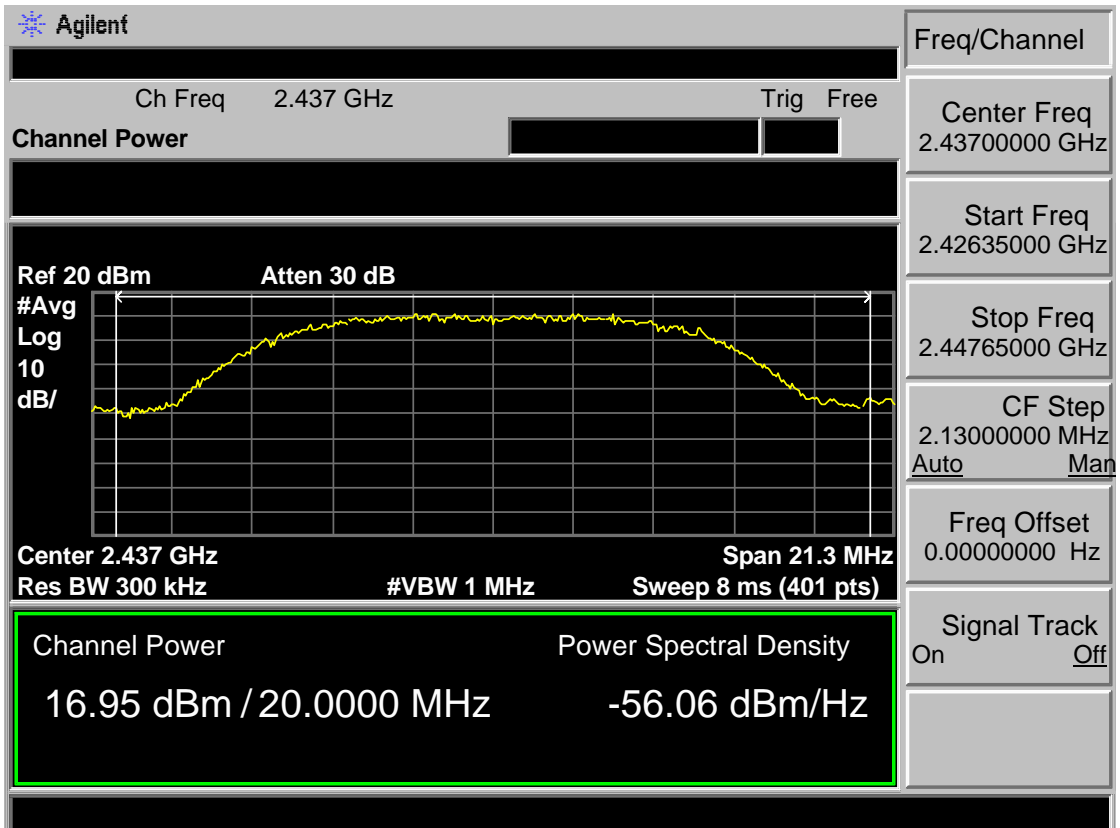 Agilent
Freq/Channel
Ch Freq 2.437 GHz Trig Free
Channel Power
Center Freq
2.43700000 GHz
Start Freq
2.42635000 GHz
Stop Freq
2.44765000 GHz
CF Step
2.13000000 MHz
Auto Man
Freq Offset
0.00000000 Hz
Signal Track
On Off
Ref 20 dBm Atten 30 dB
#Avg
Log
10
dB/
Center 2.437 GHz Span 21.3 MHz
Res BW 300 kHz #VBW 1 MHz Sweep 8 ms (401 pts)
Channel Power Power Spectral Density
16.95 dBm / 20.0000 MHz -56.06 dBm/Hz